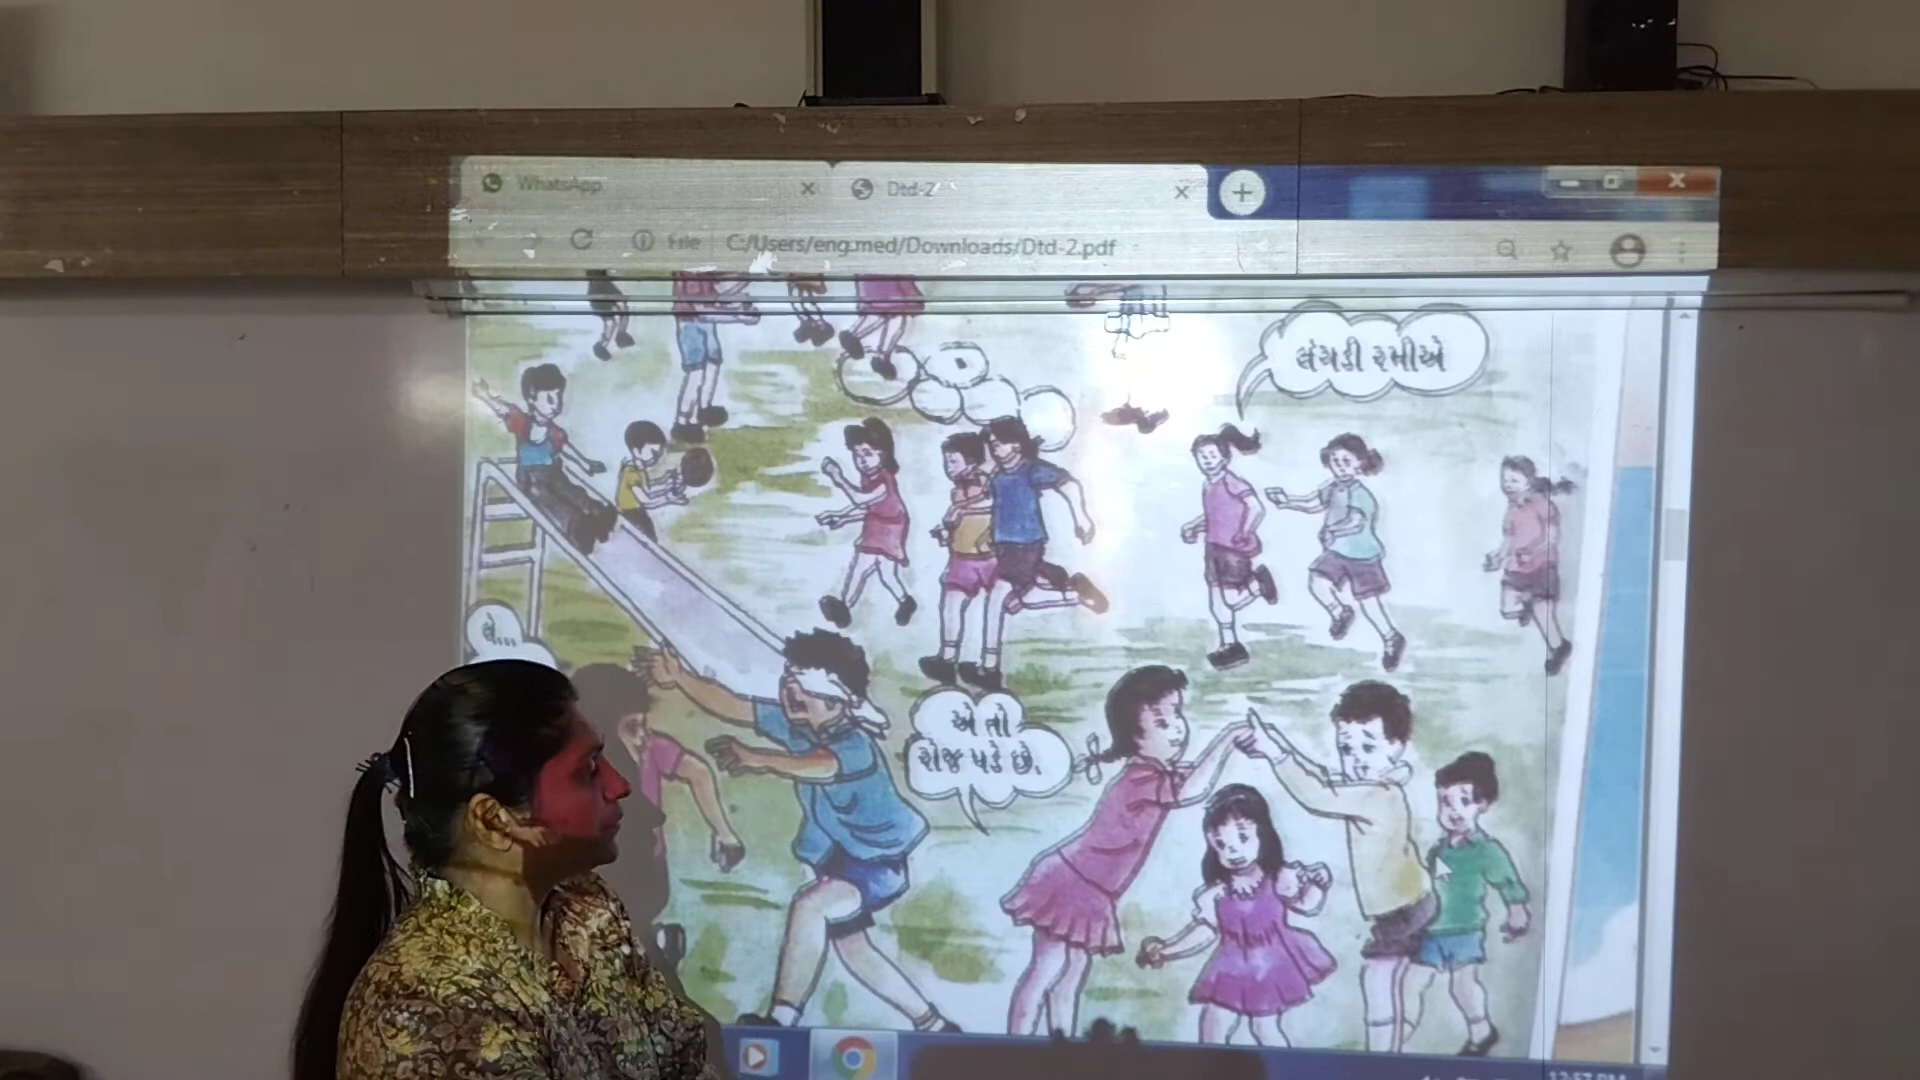 WhatsApp
Dtd-2
File
C:/Users/eng.med/Downloads/Dtd-2.pdf
લંગડી રમીએ
એ તો
રોજ પડે છે.